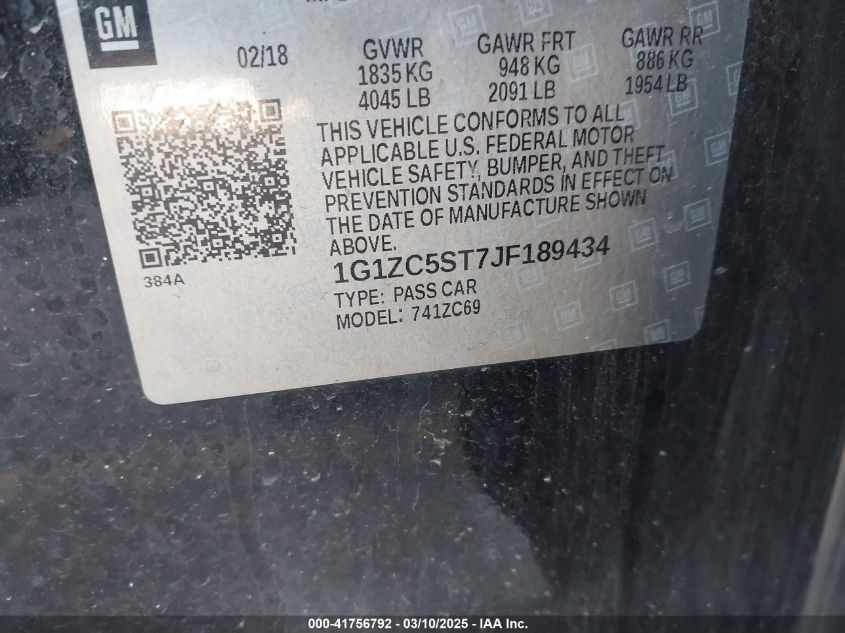 GM
02/18
GVWR GAWR FRT GAWR RR
1835 KG 948 KG 886 KG
4045 LB 2091 LB 1954 LB
THIS VEHICLE CONFORMS TO ALL
APPLICABLE U.S. FEDERAL MOTOR
VEHICLE SAFETY, BUMPER, AND THEFT
PREVENTION STANDARDS IN EFFECT ON
THE DATE OF MANUFACTURE SHOWN
ABOVE.
384A
1G1ZC5ST7JF189434
TYPE: PASS CAR
MODEL: 741ZC69
000-41756792 - 03/10/2025 - IAA Inc.